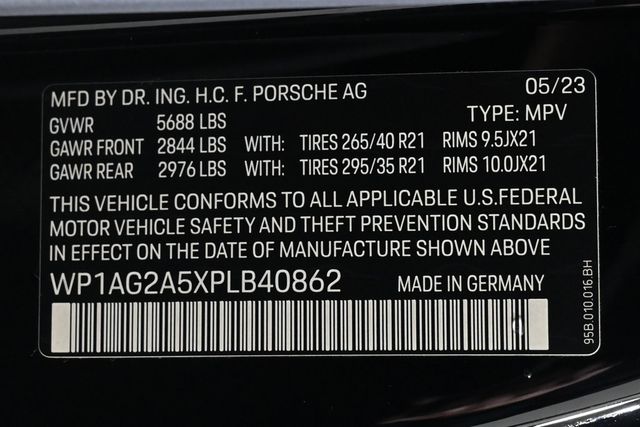 MFD BY DR. ING. H.C. F. PORSCHE AG 05/23
GVWR 5688 LBS TYPE: MPV
GAWR FRONT 2844 LBS WITH: TIRES 265/40 R21 RIMS 9.5JX21
GAWR REAR 2976 LBS WITH: TIRES 295/35 R21 RIMS 10.0JX21
THIS VEHICLE CONFORMS TO ALL APPLICABLE U.S.FEDERAL
MOTOR VEHICLE SAFETY AND THEFT PREVENTION STANDARDS
IN EFFECT ON THE DATE OF MANUFACTURE SHOWN ABOVE
WP1AG2A5XPLB40862 MADE IN GERMANY
95B.010.016.BH